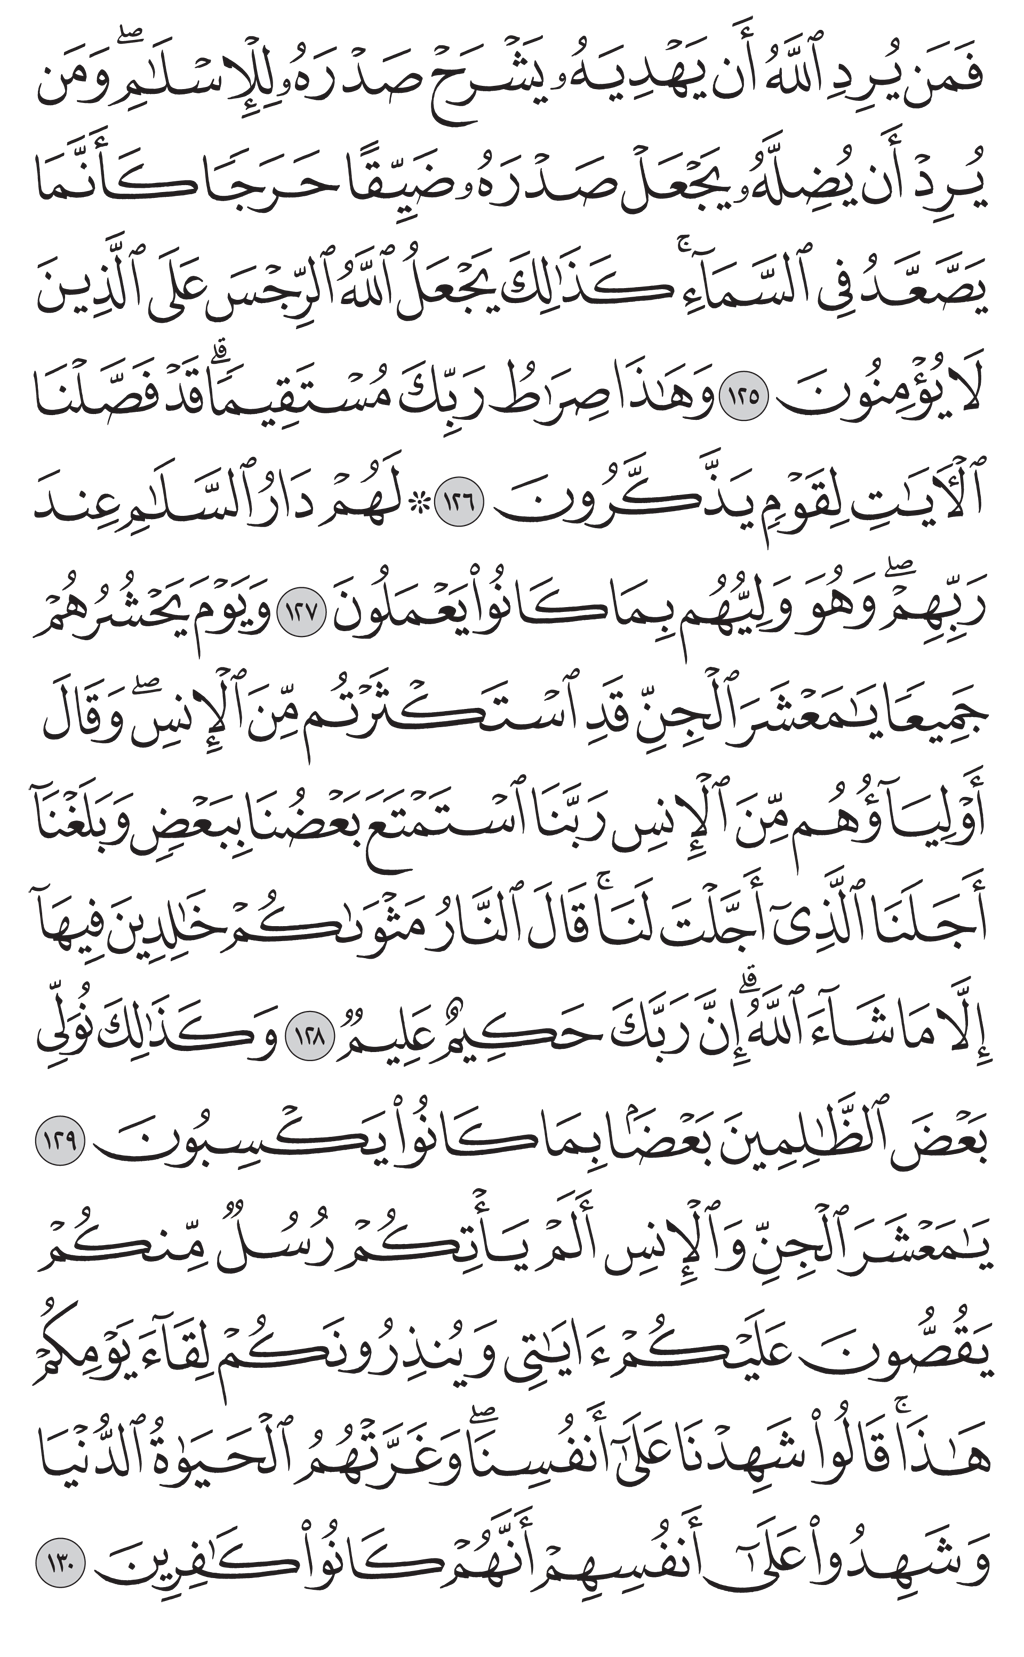 فَمَن يُرِدِ ٱللَّهُ أَن يَهْدِيَهُۥ يَشْرَحْ صَدْرَهُۥ لِلْإِسْلَٰمِۖ وَمَن
يُرِدْ أَن يُضِلَّهُۥ يَجْعَلْ صَدْرَهُۥ ضَيِّقًا حَرَجًا كَأَنَّمَا
يَصَّعَّدُ فِى ٱلسَّمَآءِۚ كَذَٰلِكَ يَجْعَلُ ٱللَّهُ ٱلرِّجْسَ عَلَى ٱلَّذِينَ
لَا يُؤْمِنُونَ ١٢٥ وَهَٰذَا صِرَٰطُ رَبِّكَ مُسْتَقِيمًاۗ قَدْ فَصَّلْنَا
ٱلْءَايَٰتِ لِقَوْمٍ يَذَّكَّرُونَ ١٢٦ ۞ لَهُمْ دَارُ ٱلسَّلَٰمِ عِندَ
رَبِّهِمْۖ وَهُوَ وَلِيُّهُم بِمَا كَانُوا۟ يَعْمَلُونَ ١٢٧ وَيَوْمَ يَحْشُرُهُمْ
جَمِيعًا يَٰمَعْشَرَ ٱلْجِنِّ قَدِ ٱسْتَكْثَرْتُم مِّنَ ٱلْإِنسِۖ وَقَالَ
أَوْلِيَآؤُهُم مِّنَ ٱلْإِنسِ رَبَّنَا ٱسْتَمْتَعَ بَعْضُنَا بِبَعْضٍ وَبَلَغْنَآ
أَجَلَنَا ٱلَّذِىٓ أَجَّلْتَ لَنَاۚ قَالَ ٱلنَّارُ مَثْوَىٰكُمْ خَٰلِدِينَ فِيهَآ
إِلَّا مَا شَآءَ ٱللَّهُۗ إِنَّ رَبَّكَ حَكِيمٌ عَلِيمٌ ١٢٨ وَكَذَٰلِكَ نُوَلِّى
بَعْضَ ٱلظَّٰلِمِينَ بَعْضًۢا بِمَا كَانُوا۟ يَكْسِبُونَ ١٢٩
يَٰمَعْشَرَ ٱلْجِنِّ وَٱلْإِنسِ أَلَمْ يَأْتِكُمْ رُسُلٌ مِّنكُمْ
يَقُصُّونَ عَلَيْكُمْ ءَايَٰتِى وَيُنذِرُونَكُمْ لِقَآءَ يَوْمِكُمْ
هَٰذَاۚ قَالُوا۟ شَهِدْنَا عَلَىٰٓ أَنفُسِنَاۖ وَغَرَّتْهُمُ ٱلْحَيَوٰةُ ٱلدُّنْيَا
وَشَهِدُوا۟ عَلَىٰٓ أَنفُسِهِمْ أَنَّهُمْ كَانُوا۟ كَٰفِرِينَ ١٣٠